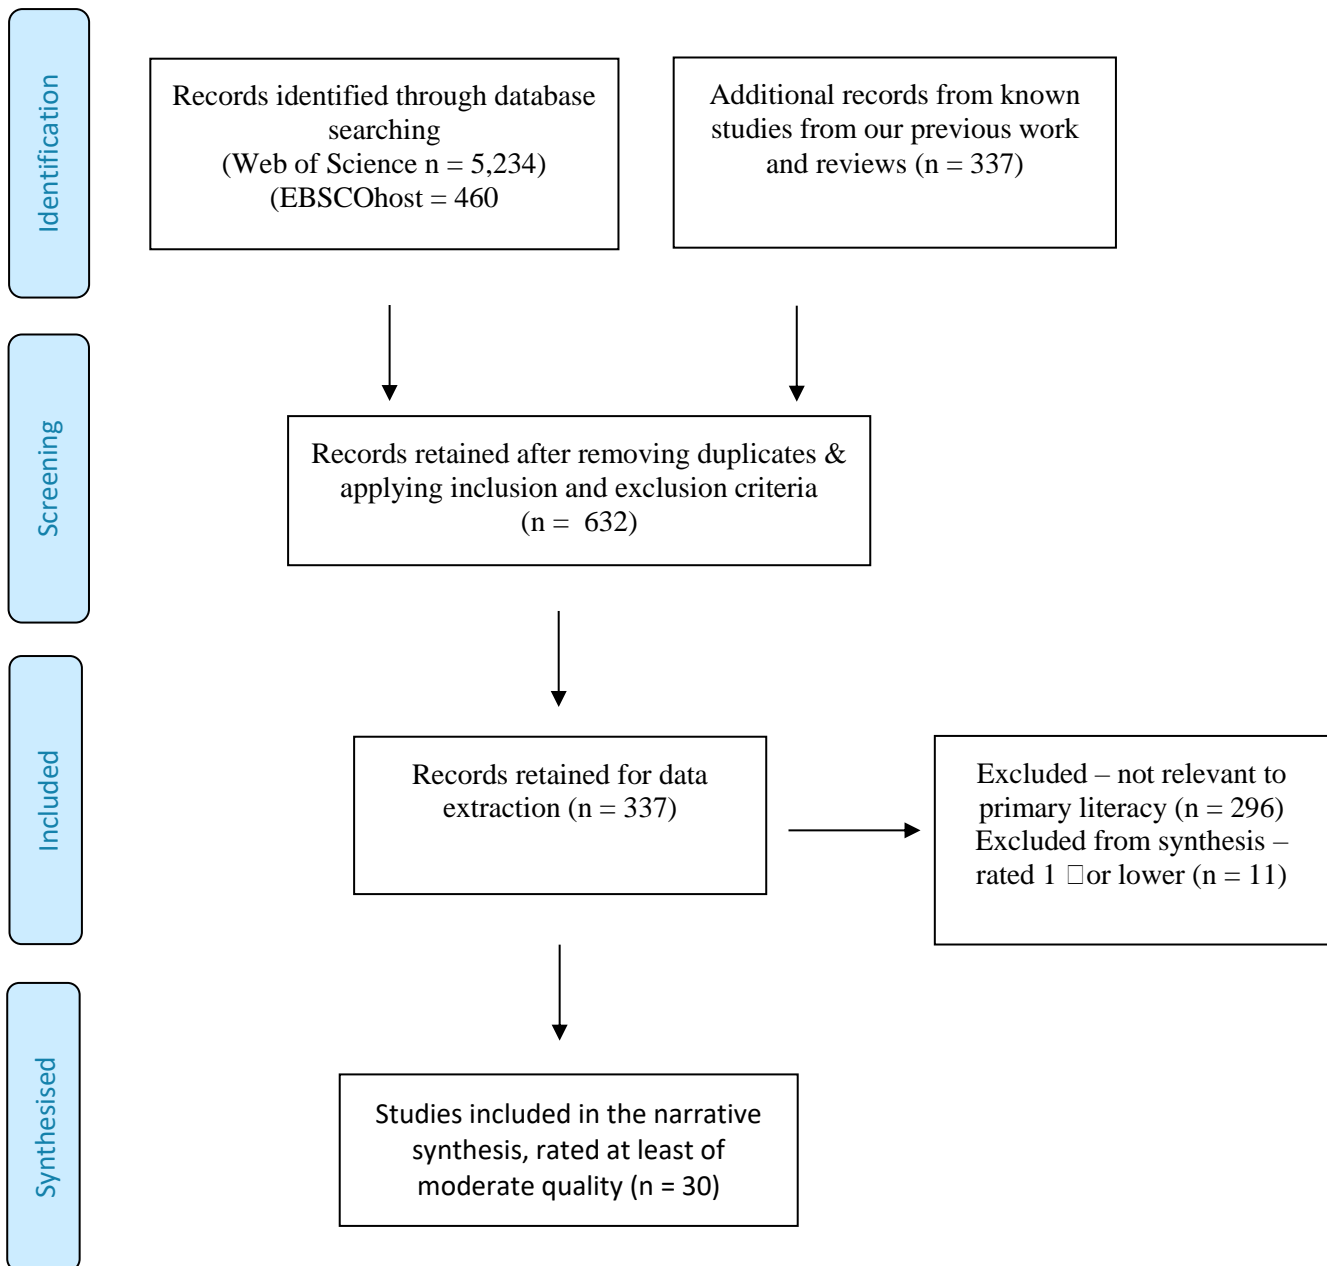 Identification
Records identified through database
searching
(Web of Science n = 5,234)
(EBSCOhost = 460
Additional records from known
studies from our previous work
and reviews (n = 337)
Screening
Records retained after removing duplicates &
applying inclusion and exclusion criteria
(n =  632)
Included
Records retained for data
extraction (n = 337)
Excluded – not relevant to
primary literacy (n = 296)
Excluded from synthesis –
rated 1 □or lower (n = 11)
Synthesised
Studies included in the narrative
synthesis, rated at least of
moderate quality (n = 30)